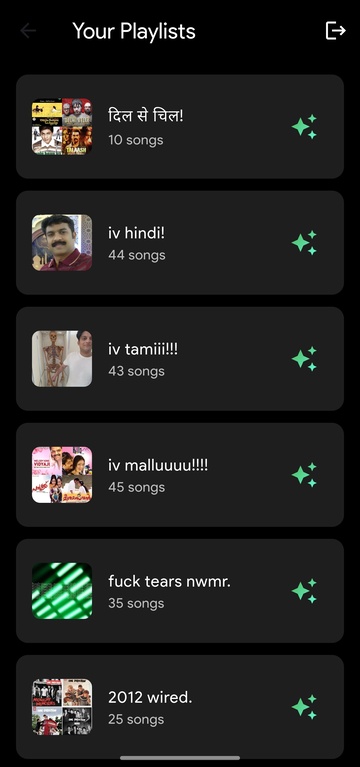 Your Playlists
दिल से चिल!
10 songs
iv hindi!
44 songs
iv tamiii!!!
43 songs
iv malluuuu!!!!
45 songs
fuck tears nwmr.
35 songs
2012 wired.
25 songs